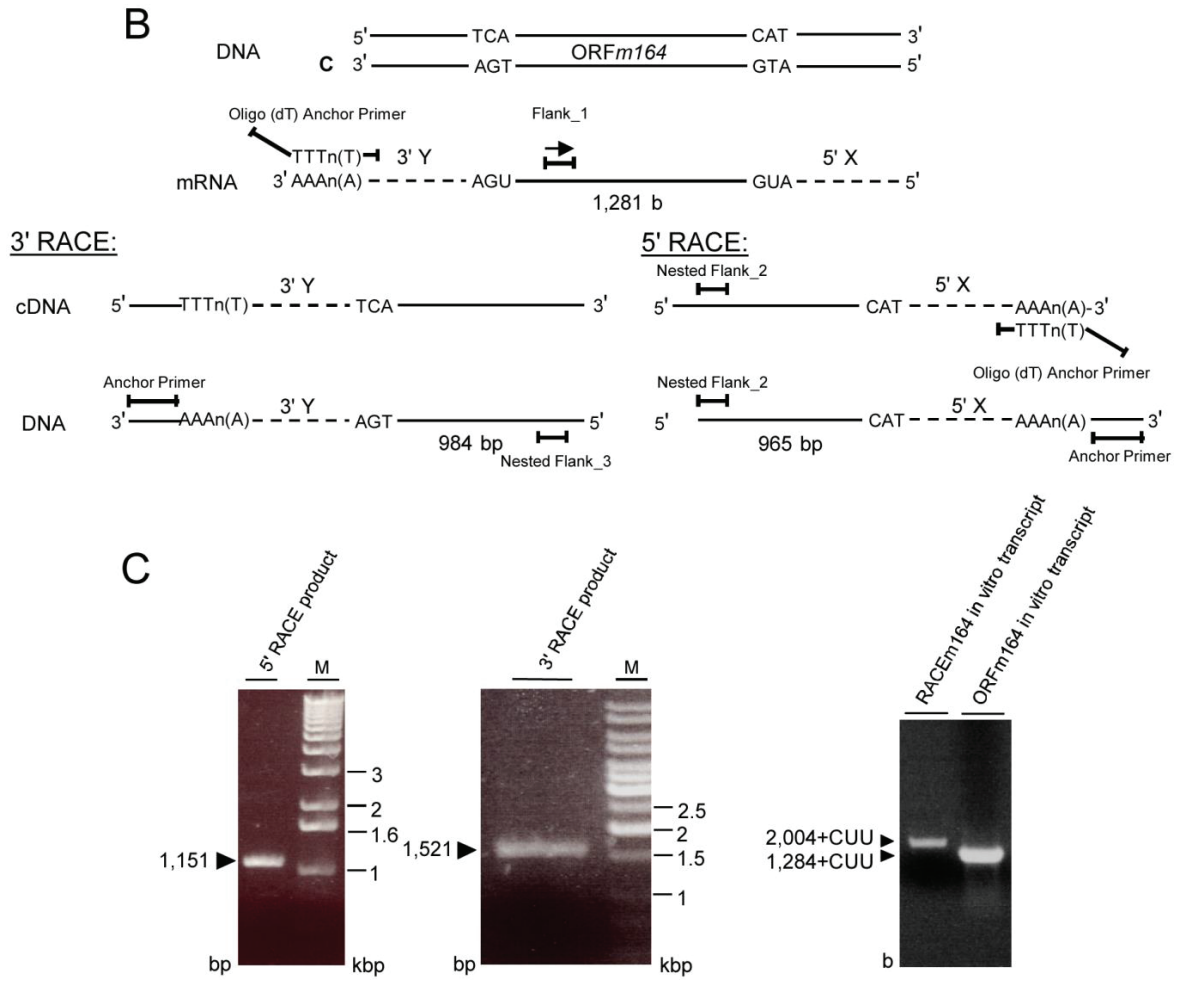 B
DNA
5' TCA CAT 3'
ORFm164
C 3' AGT GTA 5'
Oligo (dT) Anchor Primer
Flank_1
TTTn(T) 3' Y 5' X
mRNA 3' AAAn(A) AGU GUA 5'
1,281 b
3' RACE:
5' RACE:
Nested Flank_2
3' Y 5' X
cDNA 5' TTTn(T) TCA 3'
5' CAT AAAn(A)-3'
TTTn(T)
Oligo (dT) Anchor Primer
Anchor Primer
Nested Flank_2
3' Y 5' X
DNA 3' AAAn(A) AGT 5'
5' CAT AAAn(A) 3'
984 bp
965 bp
Nested Flank_3
Anchor Primer
C
5' RACE product
M
3
2
1.6
1,151
1
bp kbp
3' RACE product
M
2.5
2
1,521
1.5
1
bp kbp
RACEm164 in vitro transcript
ORFm164 in vitro transcript
2,004+CUU
1,284+CUU
b